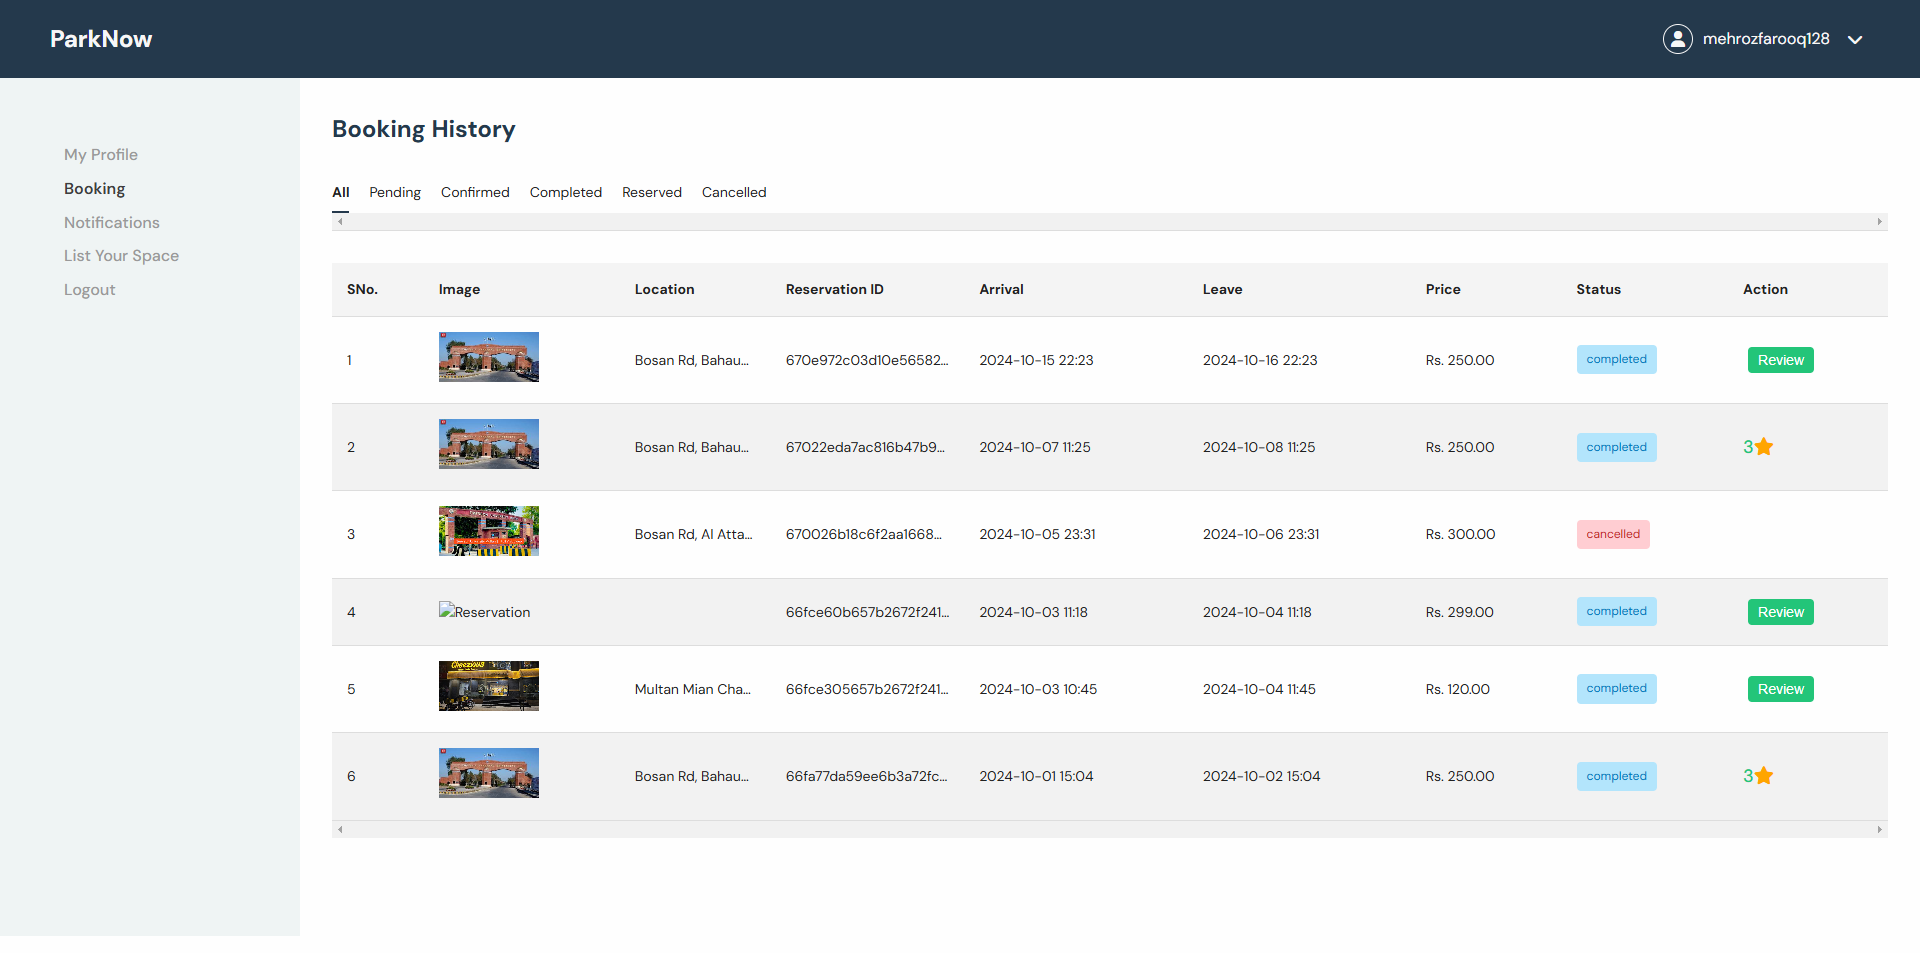 ParkNow
mehrozfarooq128
My Profile
Booking
Notifications
List Your Space
Logout
Booking History
All Pending Confirmed Completed Reserved Cancelled
SNo. Image Location Reservation ID Arrival Leave Price Status Action
1 Bosan Rd, Bahau... 670e972c03d10e56582... 2024-10-15 22:23 2024-10-16 22:23 Rs. 250.00 completed Review
2 Bosan Rd, Bahau... 67022eda7ac816b47b9... 2024-10-07 11:25 2024-10-08 11:25 Rs. 250.00 completed 3
3 Bosan Rd, Al Atta... 670026b18c6f2aa1668... 2024-10-05 23:31 2024-10-06 23:31 Rs. 300.00 cancelled
4 Reservation 66fce60b657b2672f241... 2024-10-03 11:18 2024-10-04 11:18 Rs. 299.00 completed Review
5 Cheezious Multan Mian Cha... 66fce305657b2672f241... 2024-10-03 10:45 2024-10-04 11:45 Rs. 120.00 completed Review
6 Bosan Rd, Bahau... 66fa77da59ee6b3a72fc... 2024-10-01 15:04 2024-10-02 15:04 Rs. 250.00 completed 3